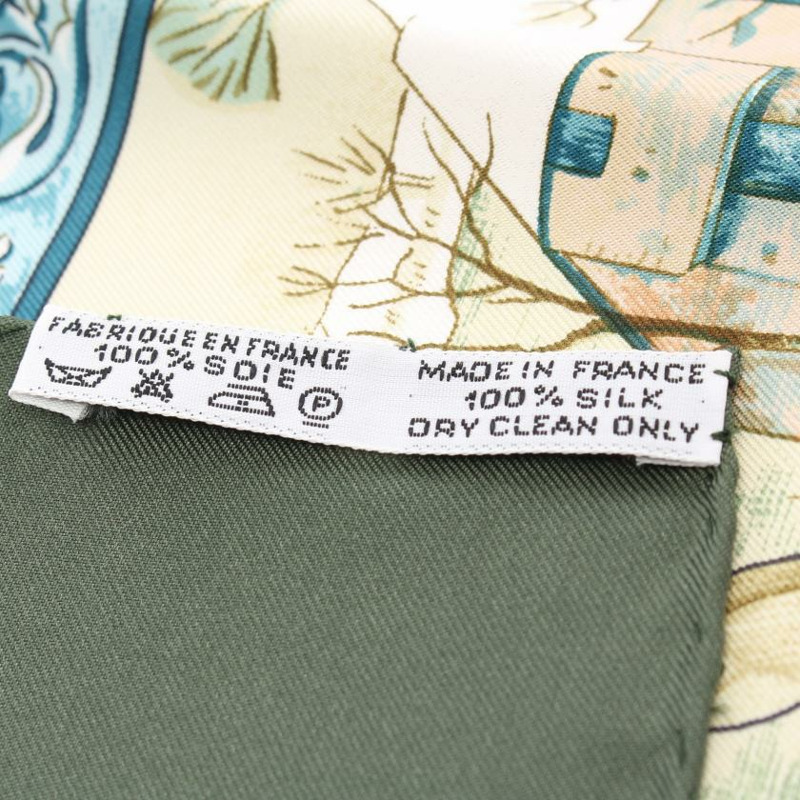 FABRIQUE EN FRANCE
100% SOIE
P
MADE IN FRANCE
100% SILK
DRY CLEAN ONLY